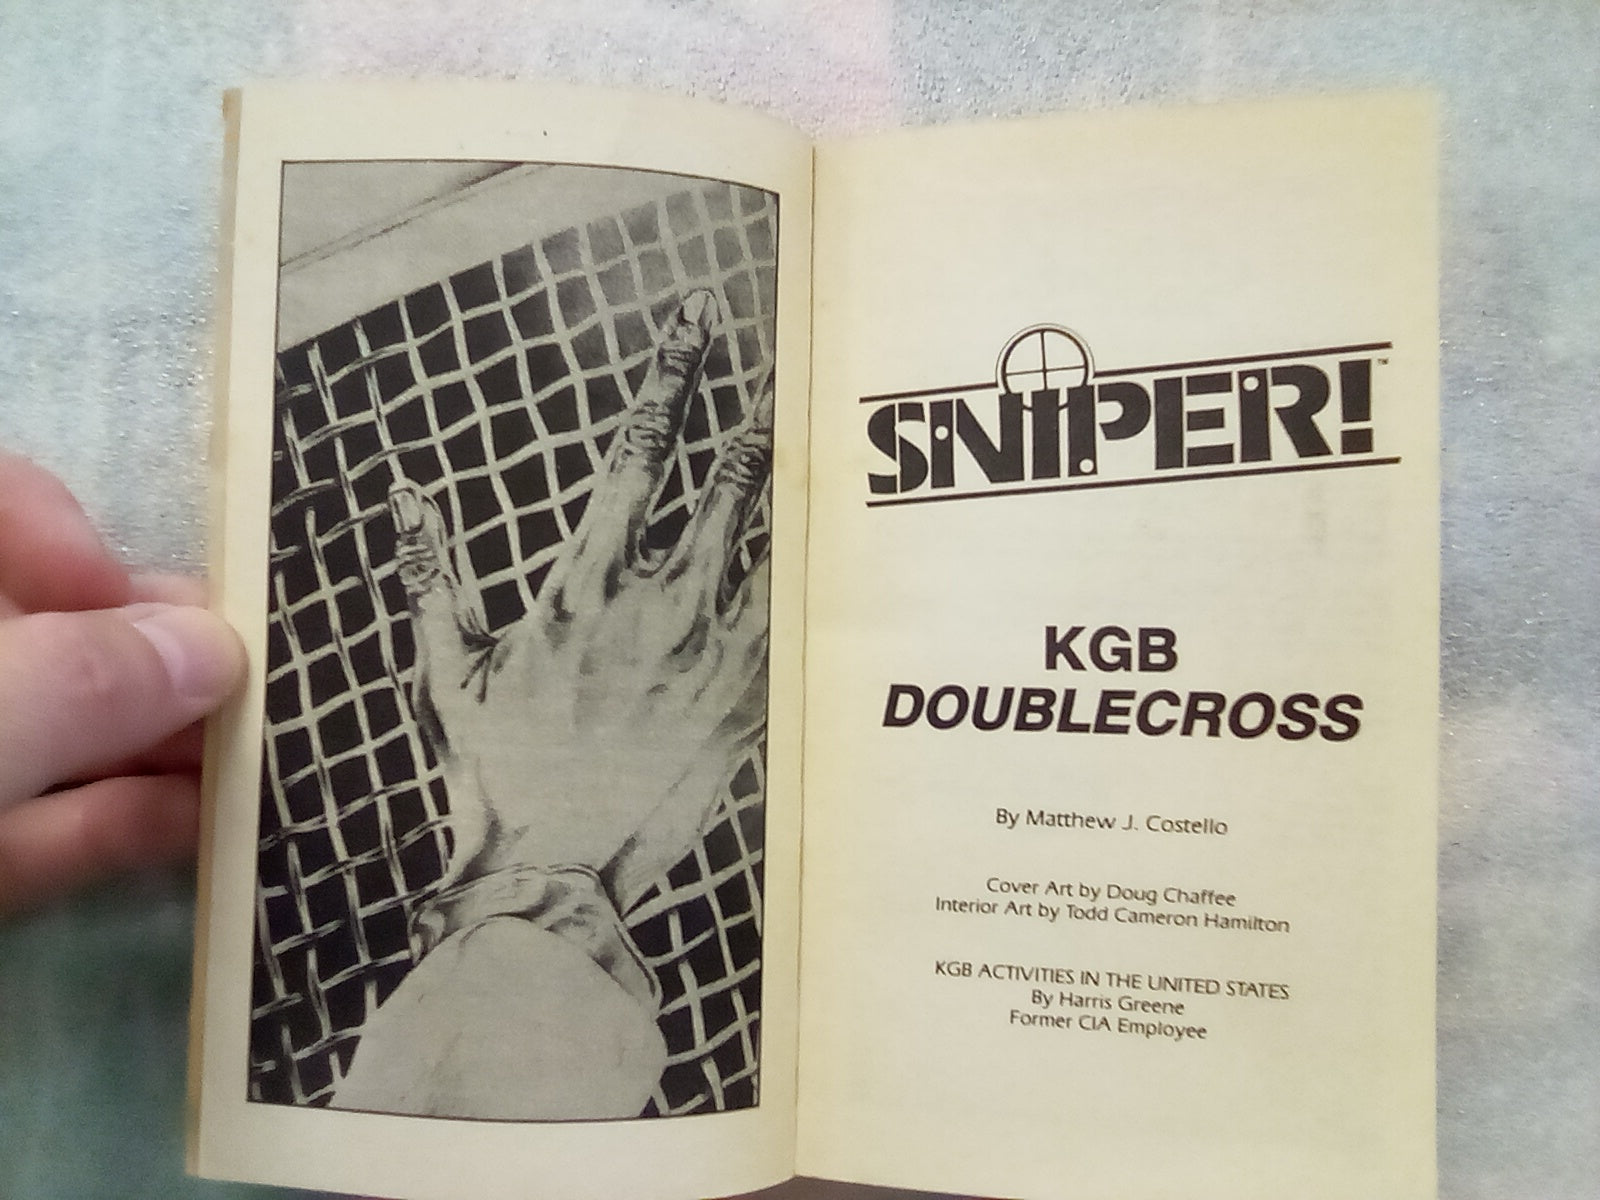 SNIPER!™
KGB
DOUBLECROSS
By Matthew J. Costello
Cover Art by Doug Chaffee
Interior Art by Todd Cameron Hamilton
KGB ACTIVITIES IN THE UNITED STATES
By Harris Greene
Former CIA Employee